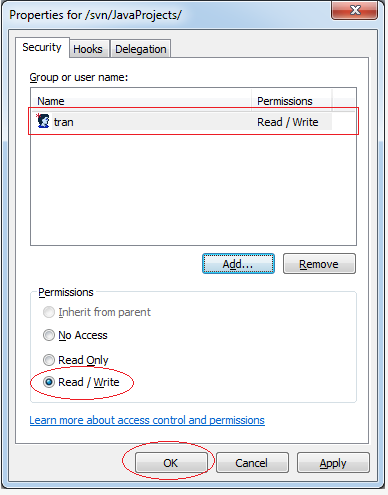 Properties for /svn/JavaProjects/
Security Hooks Delegation
Group or user name:
Name Permissions
tran Read / Write
Add... Remove
Permissions
Inherit from parent
No Access
Read Only
Read / Write
Learn more about access control and permissions
OK Cancel Apply